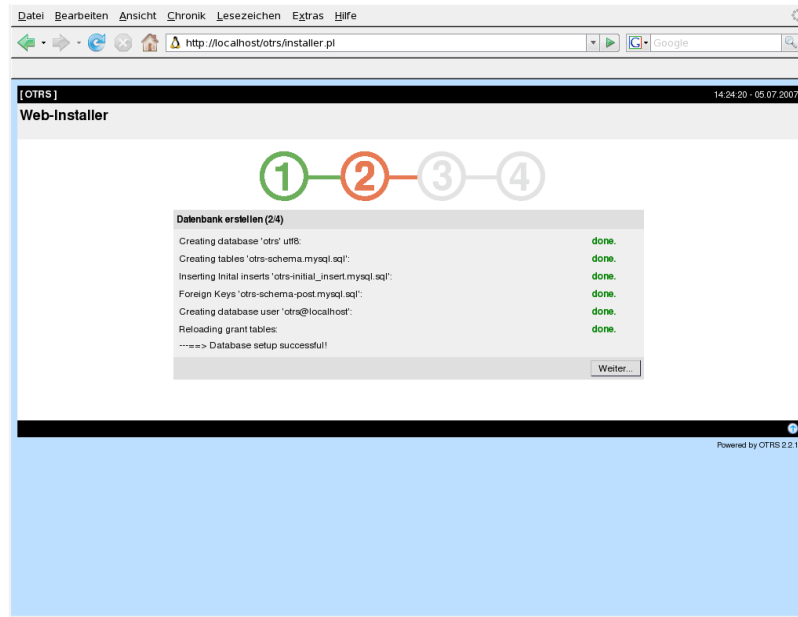 Datei Bearbeiten Ansicht Chronik Lesezeichen Extras Hilfe
http://localhost/otrs/installer.pl
G Google
[ OTRS ] 14:24:20 - 05.07.2007
Web-Installer
1 2 3 4
Datenbank erstellen (2/4)
Creating database 'otrs' utf8: done.
Creating tables 'otrs-schema.mysql.sql': done.
Inserting Inital inserts 'otrs-initial_insert.mysql.sql': done.
Foreign Keys 'otrs-schema-post.mysql.sql': done.
Creating database user 'otrs@localhost': done.
Reloading grant tables: done.
---==> Database setup successful!
Weiter...
Powered by OTRS 2.2.1